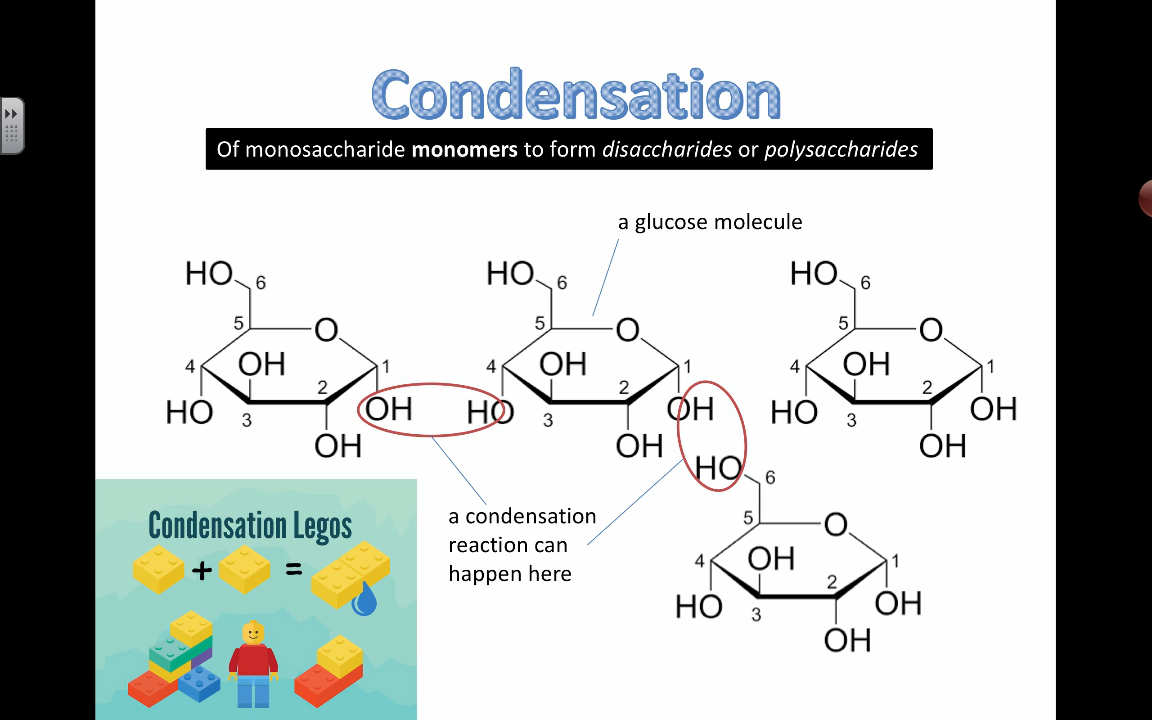 Condensation
Of monosaccharide monomers to form disaccharides or polysaccharides
a glucose molecule
HO 6
5 O
4 OH 1
2
HO 3 OH
OH
HO 6
5 O
4 OH 1
2
HO 3 OH
OH
HO 6
5 O
4 OH 1
2
HO 3 OH
OH
HO 6
5 O
4 OH 1
2
HO 3 OH
OH
a condensation
reaction can
happen here
Condensation Legos
+ =